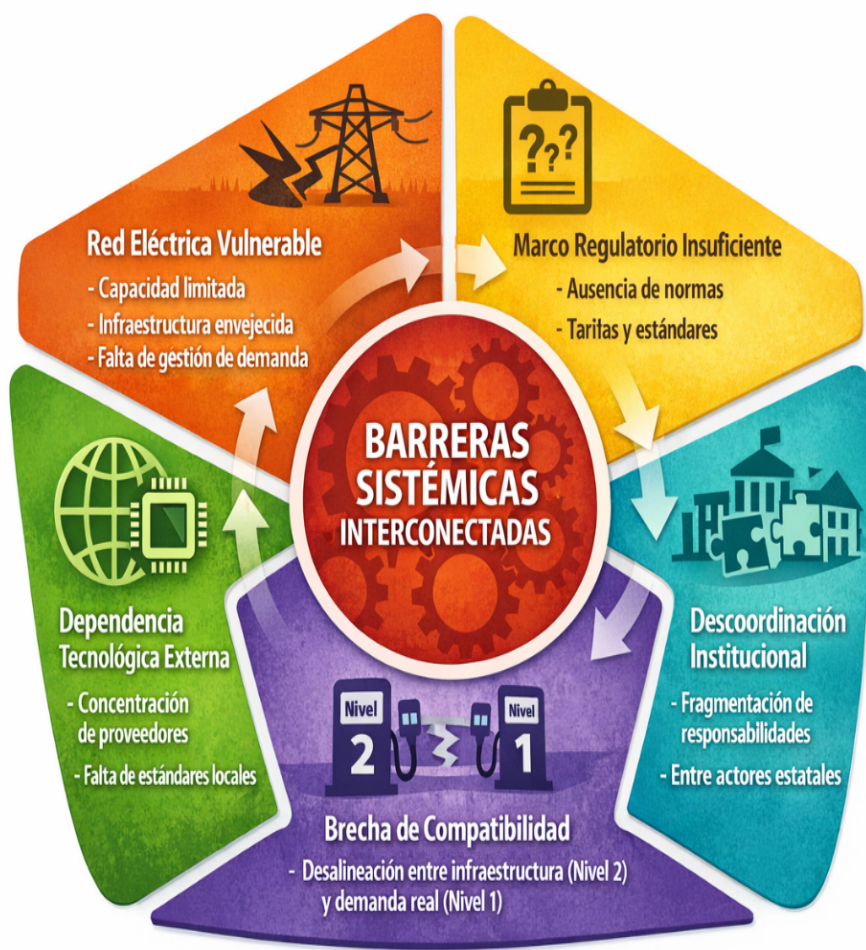 Red Eléctrica Vulnerable
- Capacidad limitada
- Infraestructura envejecida
- Falta de gestión de demanda
???
Marco Regulatorio Insuficiente
- Ausencia de normas
- Tarifas y estándares
BARRERAS
SISTÉMICAS
INTERCONECTADAS
Descoordinación
Institucional
- Fragmentación de
responsabilidades
- Entre actores estatales
Nivel
2
Nivel
1
Brecha de Compatibilidad
- Desalineación entre infraestructura (Nivel 2)
y demanda real (Nivel 1)
Dependencia
Tecnológica Externa
- Concentración
de proveedores
- Falta de estándares locales